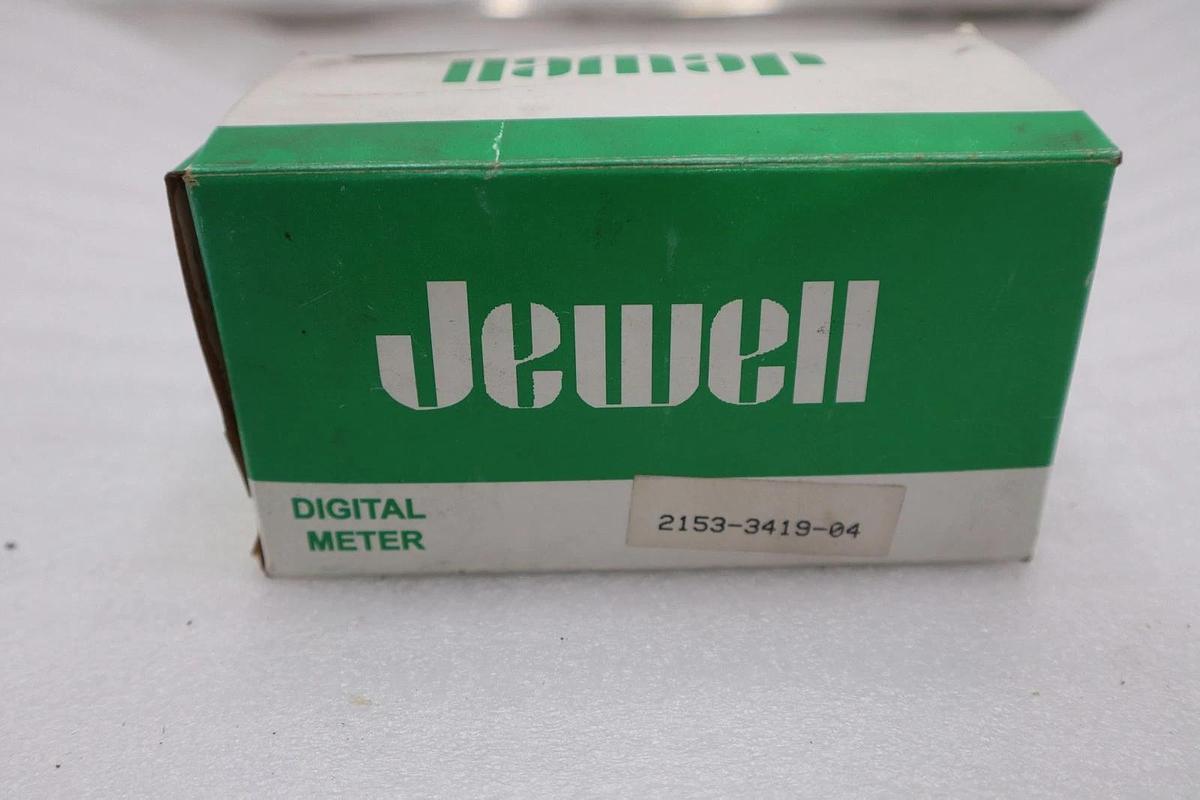 Jewell
Jewell
DIGITAL
METER
2153-3419-04